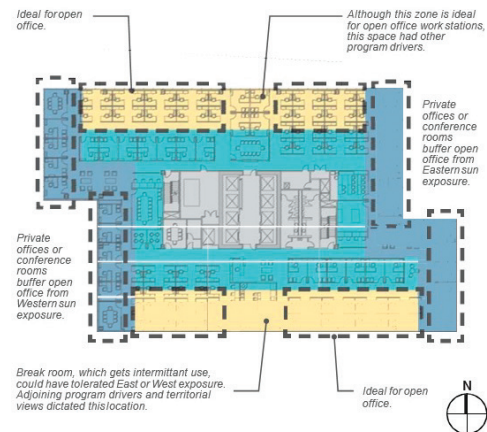 Ideal for open
office.
Although this zone is ideal
for open office work stations,
this space had other
program drivers.
Private
offices or
conference
rooms
buffer open
office from
Eastern sun
exposure.
Private
offices or
conference
rooms
buffer open
office from
Western sun
exposure.
Break room, which gets intermittant use,
could have tolerated East or West exposure.
Adjoining program drivers and territorial
views dictated this location.
Ideal for open
office.
N